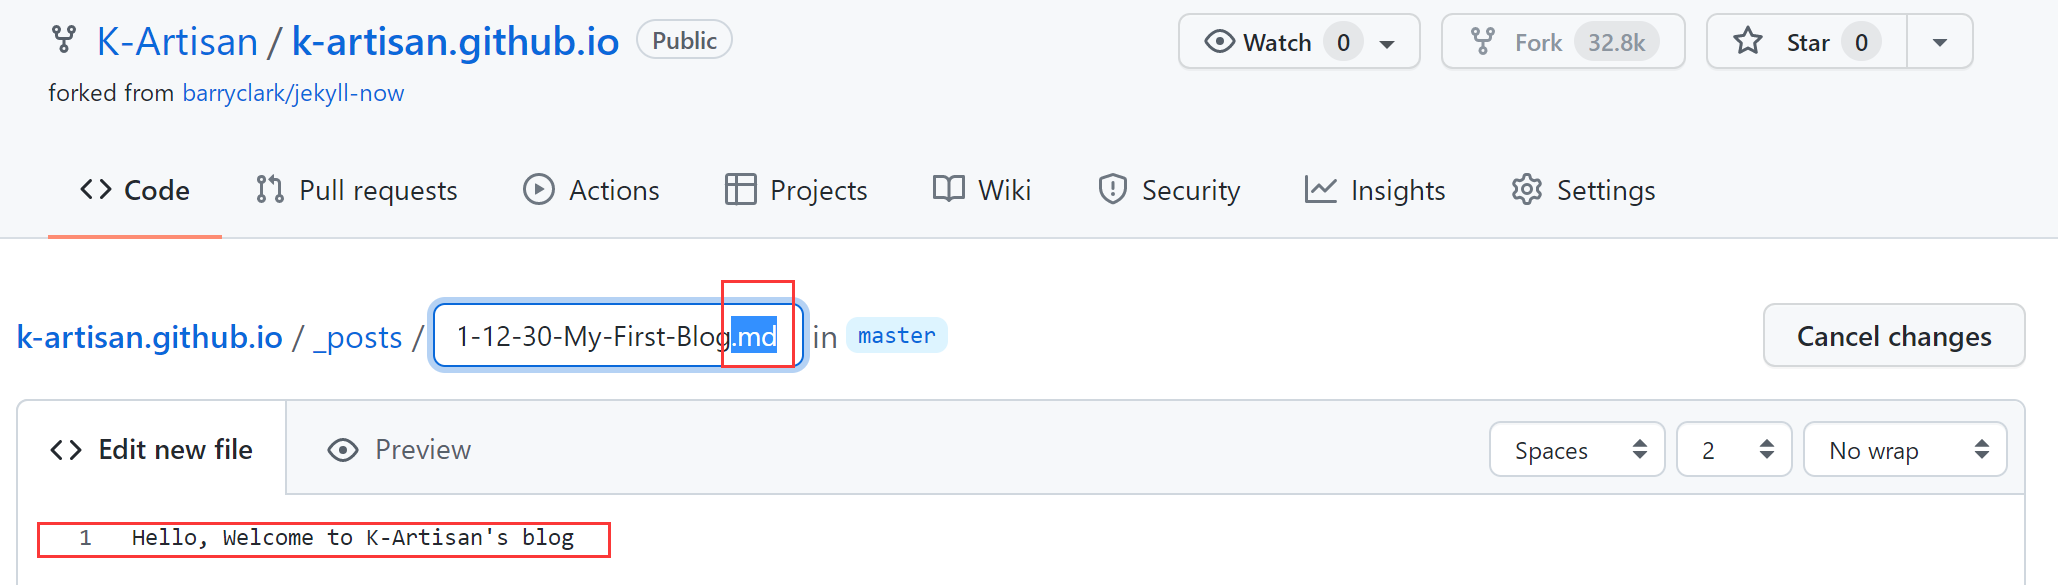 K-Artisan / k-artisan.github.io Public Watch 0 Fork 32.8k Star 0
forked from barryclark/jekyll-now
Code Pull requests Actions Projects Wiki Security Insights Settings
k-artisan.github.io / _posts / 1-12-30-My-First-Blog.md in master Cancel changes
Edit new file Preview Spaces 2 No wrap
1 Hello, Welcome to K-Artisan's blog